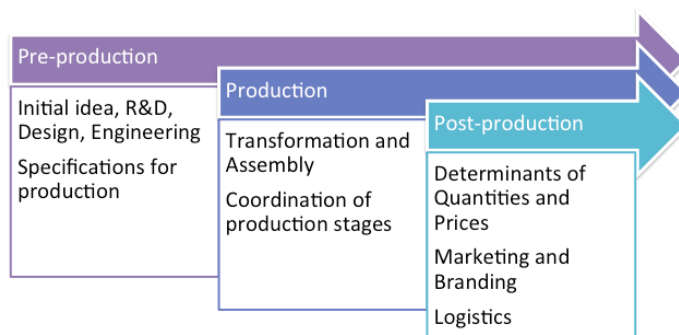 Pre-production
Initial idea, R&D,
Design, Engineering
Specifications for
production
Production
Transformation and
Assembly
Coordination of
production stages
Post-production
Determinants of
Quantities and
Prices
Marketing and
Branding
Logistics